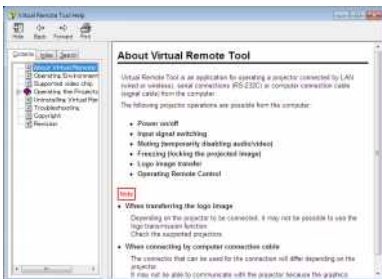 Virtual Remote Tool Help
Hide Back Forward Print
Contents Index Search
About Virtual Remote
Operating Environment
Supported video chip
Operating the Projecto
Uninstalling Virtual Rem
Troubleshooting
Copyright
Revision
About Virtual Remote Tool
Virtual Remote Tool is an application for operating a projector connected by LAN
(wired or wireless), serial connections (RS-232C) or computer connection cable
(signal cable) from the computer.
The following projector operations are possible from the computer.
• Power on/off
• Input signal switching
• Muting (temporarily disabling audio/video)
• Freezing (locking the projected image)
• Logo image transfer
• Operating Remote Control
Note
• When transferring the logo image
Depending on the projector to be connected, it may not be possible to use the
logo transmission function.
Check the supported projectors.
• When connecting by computer connection cable
The connector that can be used for the connection will differ depending on the
projector.
It may not be able to communicate with the projector because the graphics